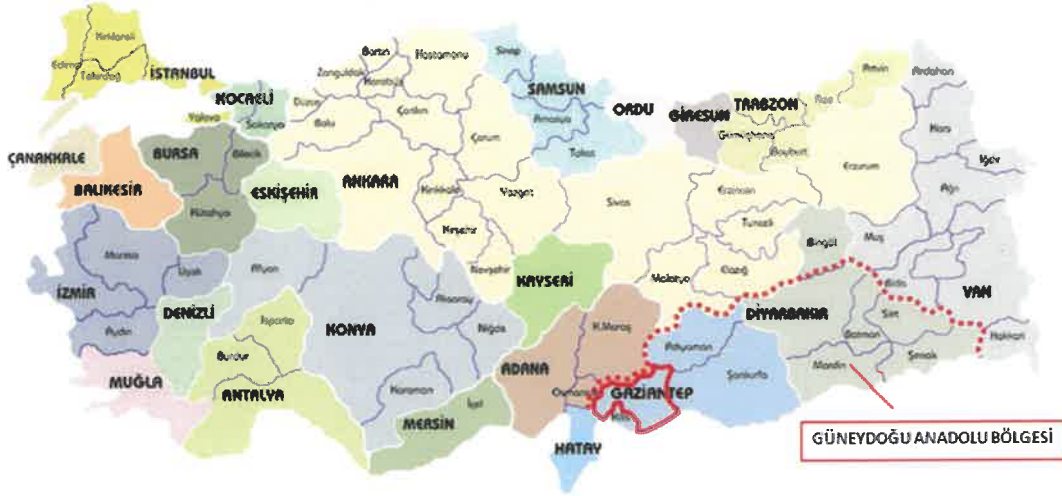 Kırklareli
Edirne
Tekirdağ
İSTANBUL
KOCAELİ
Yalova
Sakarya
Düzce
Bolu
Zonguldak
Bartın
Karabük
Kastamonu
Çankırı
Çorum
Sinop
SAMSUN
Amasya
Tokat
ORDU
GİRESUN
TRABZON
Rize
Artvin
Gümüşhane
Bayburt
Ardahan
Kars
Iğdır
ÇANAKKALE
BALIKESİR
BURSA
Bilecik
Kütahya
ESKİŞEHİR
ANKARA
Kırıkkale
Kırşehir
Yozgat
Nevşehir
Sivas
Erzincan
Erzurum
Ağrı
Tunceli
Bingöl
Muş
Elazığ
Malatya
Manisa
Uşak
Afyon
İZMİR
Aydın
DENİZLİ
Isparta
Burdur
KONYA
Aksaray
Niğde
KAYSERİ
K.Maraş
ADANA
Adıyaman
DİYARBAKIR
Bitlis
Siirt
Batman
VAN
Hakkari
Mardin
Şırnak
Şanlıurfa
MUĞLA
ANTALYA
Karaman
İçel
MERSİN
GAZİANTEP
Kilis
HATAY
GÜNEYDOĞU ANADOLU BÖLGESİ